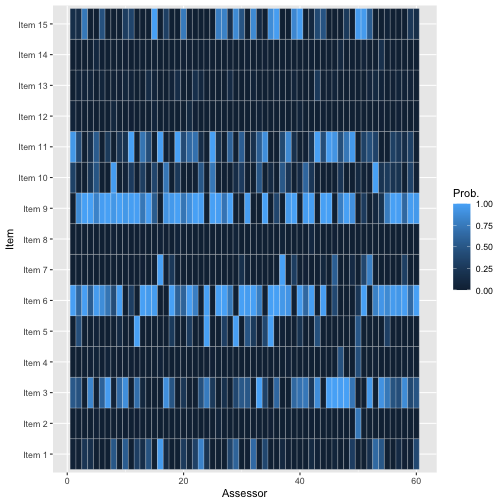 Item 15
Item 14
Item 13
Item 12
Item 11
Item 10
Item 9
Item 8
Item 7
Item 6
Item 5
Item 4
Item 3
Item 2
Item 1
Item
0
20
40
60
Assessor
Prob.
1.00
0.75
0.50
0.25
0.00